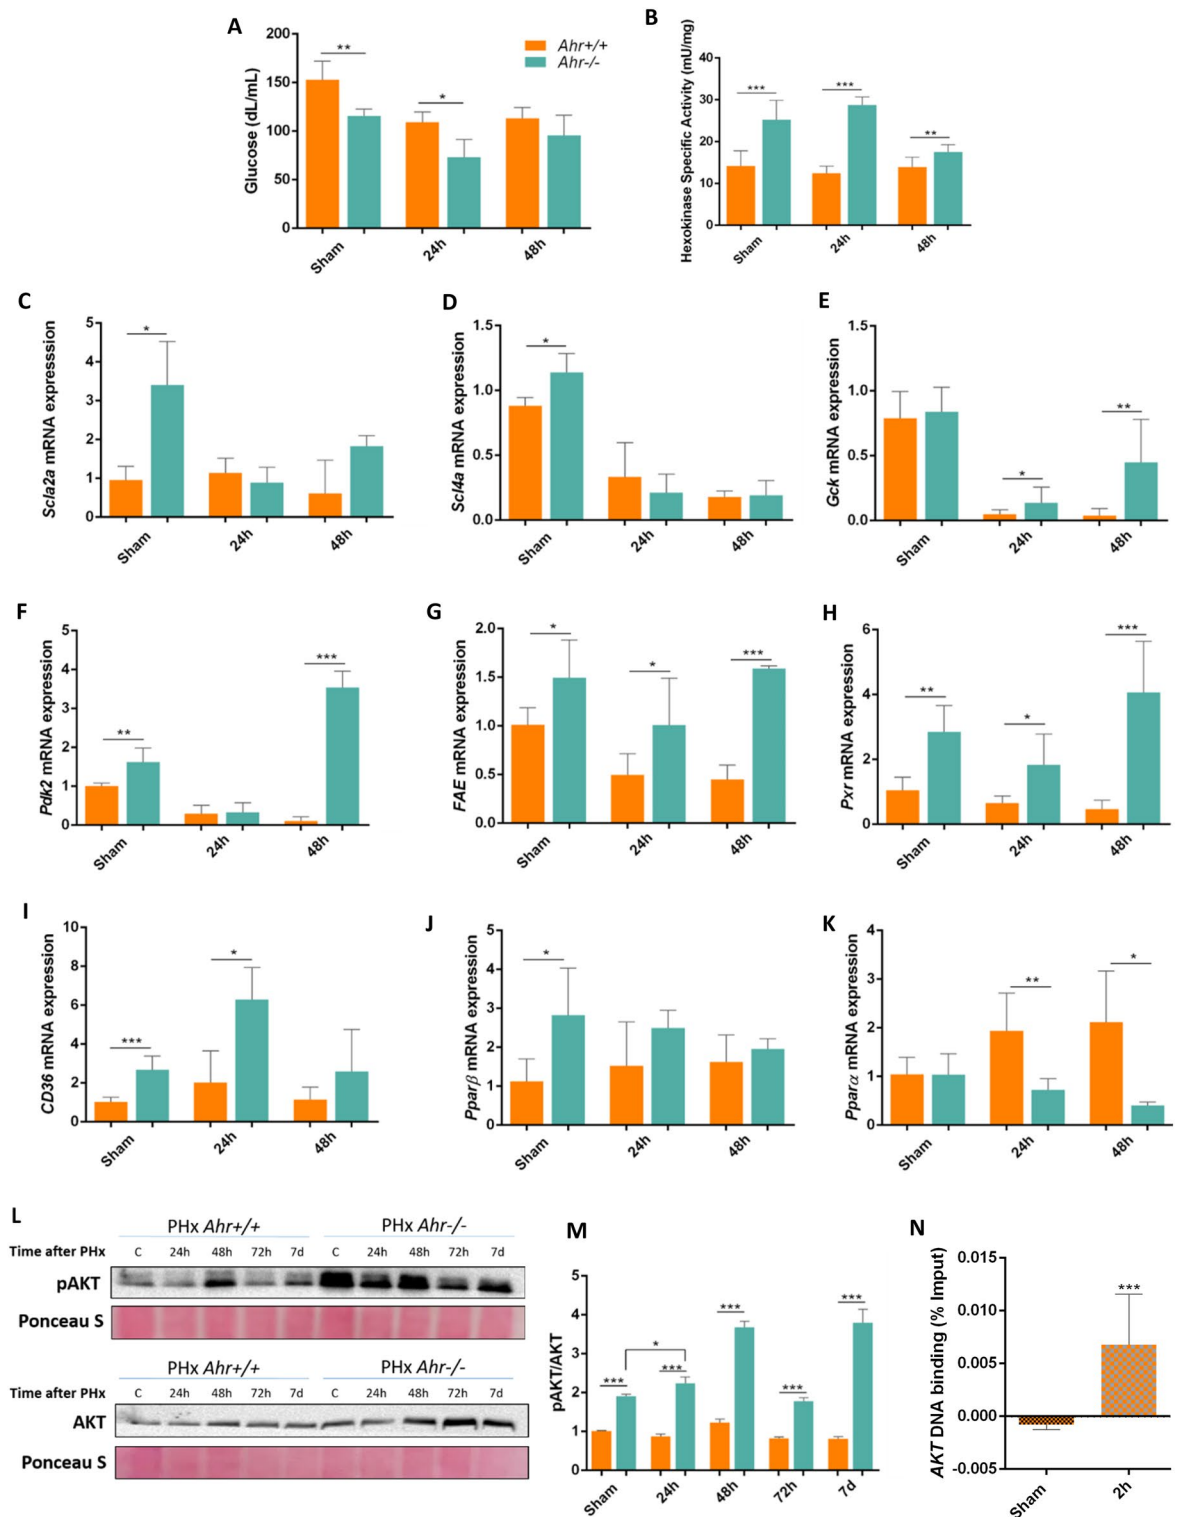 A
Glucose (dL/mL)
200
150
100
50
0
**
*
Ahr+/+
Ahr-/-
Sham
24h
48h
B
Hexokinase Specific Activity (mU/mg)
40
30
20
10
0
***
***
**
Sham
24h
48h
C
Scla2a mRNA expresssion
5
4
3
2
1
0
*
Sham
24h
48h
D
Scl4a mRNA expression
1.5
1.0
0.5
0.0
*
Sham
24h
48h
E
Gck mRNA expression
1.5
1.0
0.5
0.0
*
**
Sham
24h
48h
F
Pdk2 mRNA expression
5
4
3
2
1
0
**
***
Sham
24h
48h
G
FAE mRNA expression
2.0
1.5
1.0
0.5
0.0
*
*
***
Sham
24h
48h
H
Pxr mRNA expression
6
4
2
0
**
*
***
Sham
24h
48h
I
CD36 mRNA expression
10
8
6
4
2
0
***
*
Sham
24h
48h
J
Pparβ mRNA expression
5
4
3
2
1
0
*
Sham
24h
48h
K
Pparα mRNA expression
4
3
2
1
0
**
*
Sham
24h
48h
L
PHx Ahr+/+ PHx Ahr-/-
Time after PHx C 24h 48h 72h 7d C 24h 48h 72h 7d
pAKT
Ponceau S
PHx Ahr+/+ PHx Ahr-/-
Time after PHx C 24h 48h 72h 7d C 24h 48h 72h 7d
AKT
Ponceau S
M
pAKT/AKT
5
4
3
2
1
0
***
*
***
***
***
***
Sham
24h
48h
72h
7d
N
AKT DNA binding (% Imput)
0.015
0.010
0.005
0.000
-0.005
***
Sham
2h